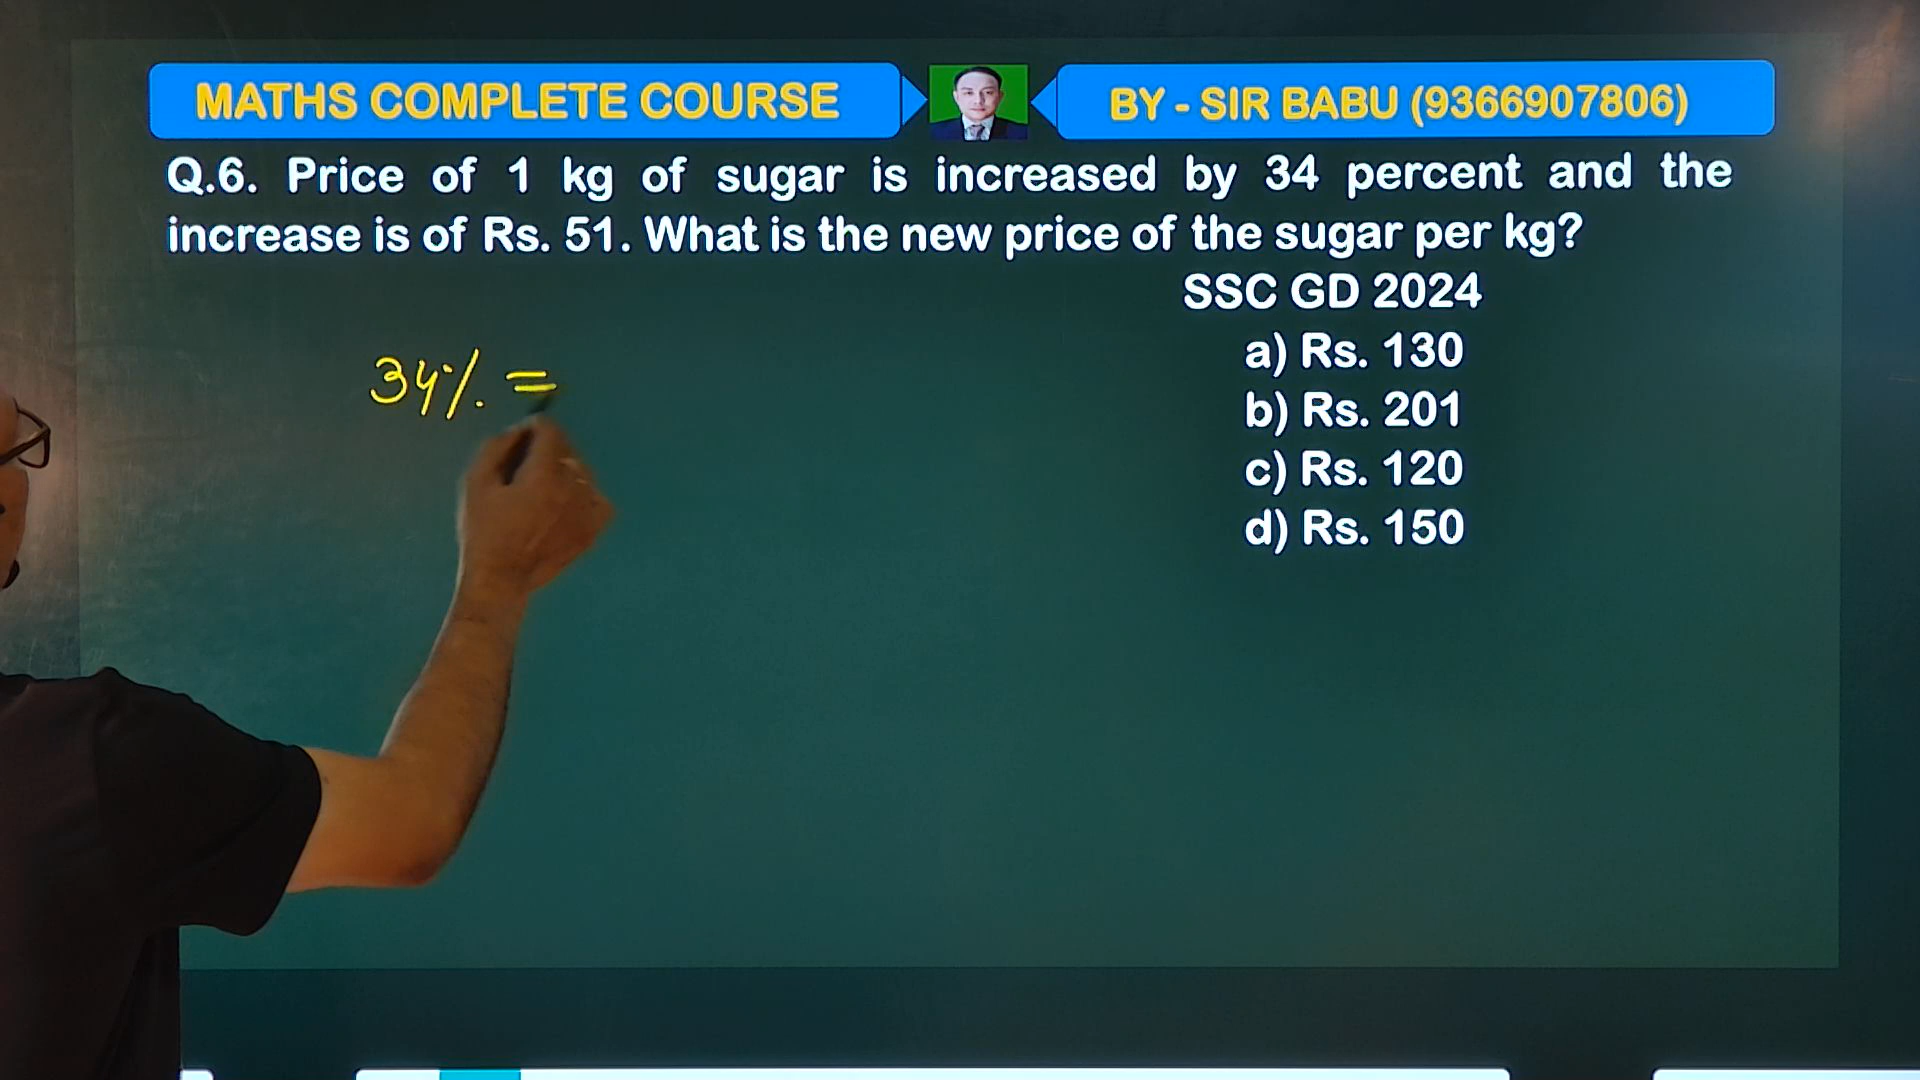 MATHS COMPLETE COURSE
BY - SIR BABU (9366907806)
Q.6. Price of 1 kg of sugar is increased by 34 percent and the
increase is of Rs. 51. What is the new price of the sugar per kg?
SSC GD 2024
a) Rs. 130
b) Rs. 201
c) Rs. 120
d) Rs. 150
34% =